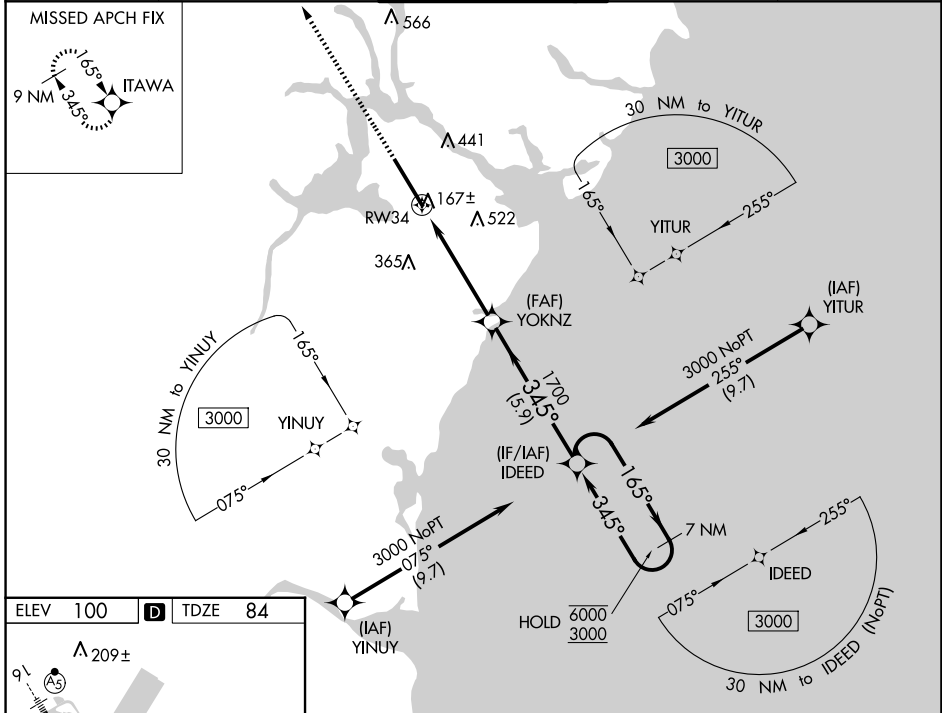 MISSED APCH FIX
165°
ITAWA
9 NM
345°
566
441
RW34
167±
522
365
30 NM to YITUR
3000
165°
YITUR
255°
(FAF)
YOKNZ
(IAF)
YITUR
3000 NoPT
255°
(9.7)
1700
345°
(5.9)
30 NM to YINUY
165°
3000
YINUY
075°
(IF/IAF)
IDEED
165°
345°
7 NM
3000 NoPT
075°
(9.7)
(IAF)
YINUY
HOLD
6000
3000
255°
IDEED
075°
3000
30 NM to IDEED (NoPT)
ELEV 100 D TDZE 84
209±
16
A5